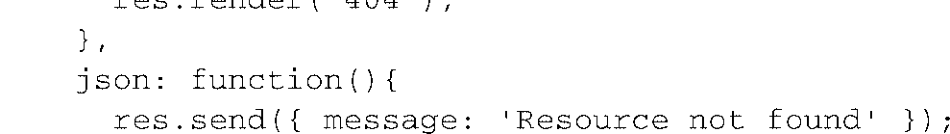 res.render('404');
},
json: function(){
res.send({ message: 'Resource not found' });